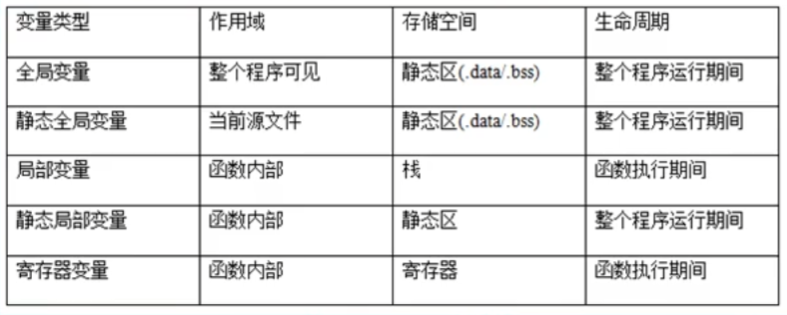 变量类型 作用域 存储空间 生命周期
全局变量 整个程序可见 静态区(.data/.bss) 整个程序运行期间
静态全局变量 当前源文件 静态区(.data/.bss) 整个程序运行期间
局部变量 函数内部 栈 函数执行期间
静态局部变量 函数内部 静态区 整个程序运行期间
寄存器变量 函数内部 寄存器 函数执行期间